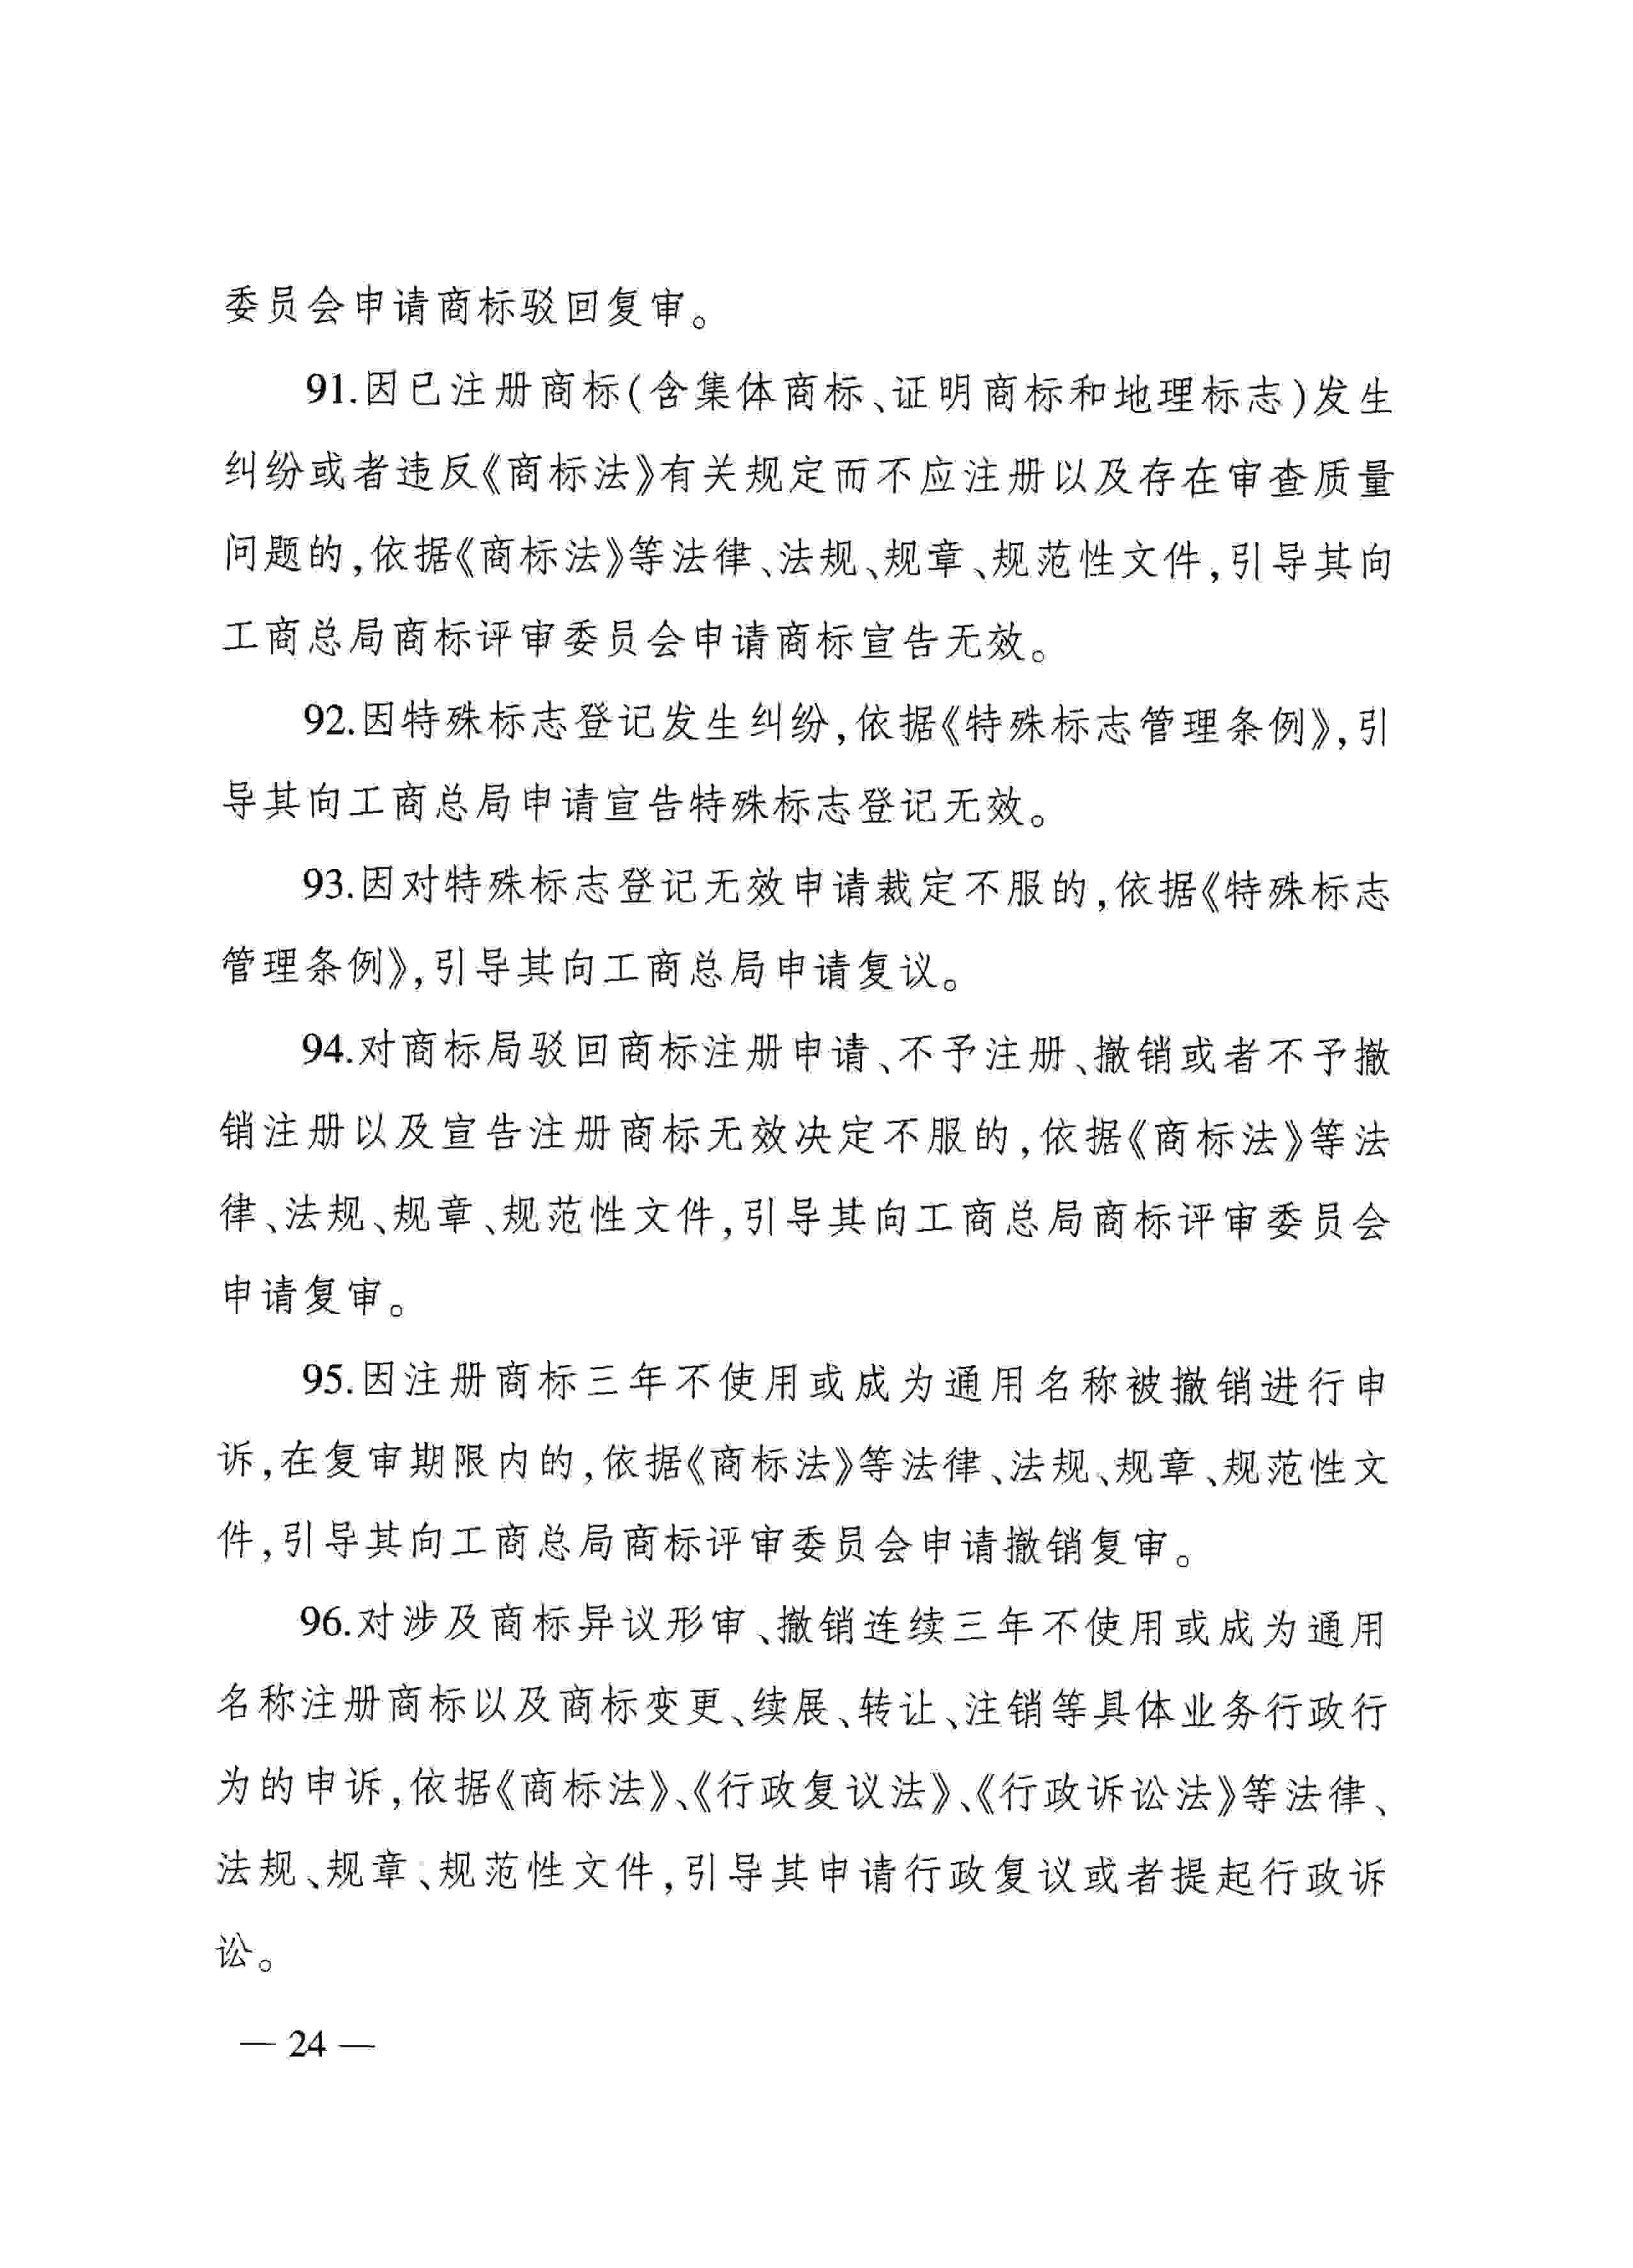 委员会申请商标驳回复审。
91.因已注册商标(含集体商标、证明商标和地理标志)发生
纠纷或者违反《商标法》有关规定而不应注册以及存在审查质量
问题的,依据《商标法》等法律、法规、规章、规范性文件,引导其向
工商总局商标评审委员会申请商标宣告无效。
92.因特殊标志登记发生纠纷,依据《特殊标志管理条例》,引
导其向工商总局申请宣告特殊标志登记无效。
93.因对特殊标志登记无效申请裁定不服的,依据《特殊标志
管理条例》,引导其向工商总局申请复议。
94.对商标局驳回商标注册申请、不予注册、撤销或者不予撤
销注册以及宣告注册商标无效决定不服的,依据《商标法》等法
律、法规、规章、规范性文件,引导其向工商总局商标评审委员会
申请复审。
95.因注册商标三年不使用或成为通用名称被撤销进行申
诉,在复审期限内的,依据《商标法》等法律、法规、规章、规范性文
件,引导其向工商总局商标评审委员会申请撤销复审。
96.对涉及商标异议形审、撤销连续三年不使用或成为通用
名称注册商标以及商标变更、续展、转让、注销等具体业务行政行
为的申诉,依据《商标法》、《行政复议法》、《行政诉讼法》等法律、
法规、规章、规范性文件,引导其申请行政复议或者提起行政诉
讼。
— 24 —